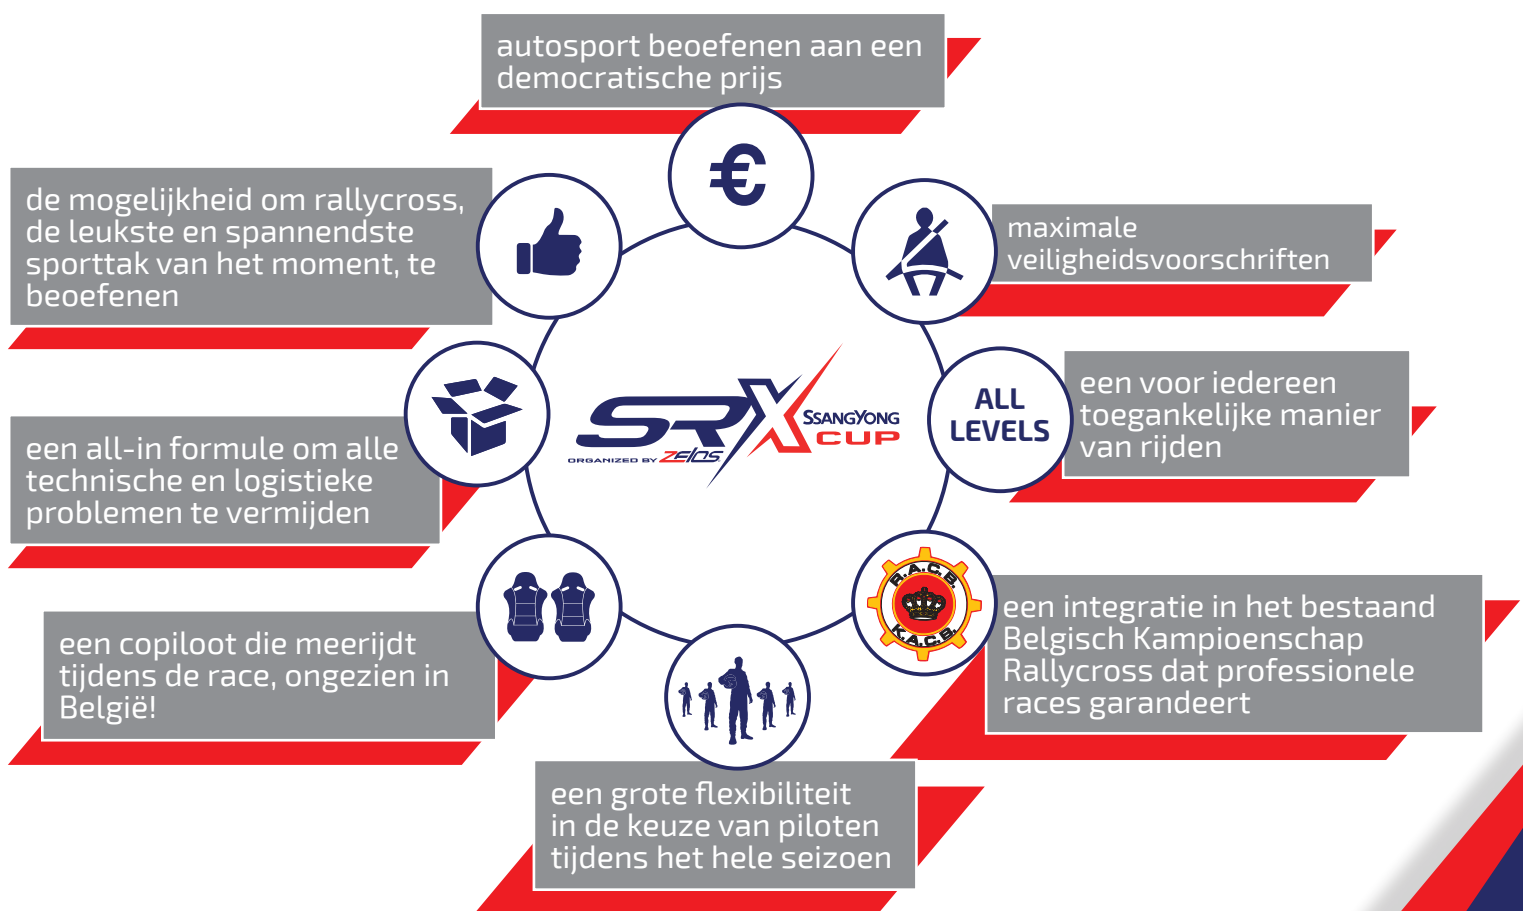 autosport beoefenen aan een
democratische prijs
€
de mogelijkheid om rallycross,
de leukste en spannendste
sporttak van het moment, te
beoefenen
maximale
veiligheidsvoorschriften
een all-in formule om alle
technische en logistieke
problemen te vermijden
SRX
SSANGYONG
CUP
ORGANIZED BY zelos
ALL
LEVELS
een voor iedereen
toegankelijke manier
van rijden
een copiloot die meerijdt
tijdens de race, ongezien in
België!
R.A.C.B.
K.A.C.B.
een integratie in het bestaand
Belgisch Kampioenschap
Rallycross dat professionele
races garandeert
een grote flexibiliteit
in de keuze van piloten
tijdens het hele seizoen